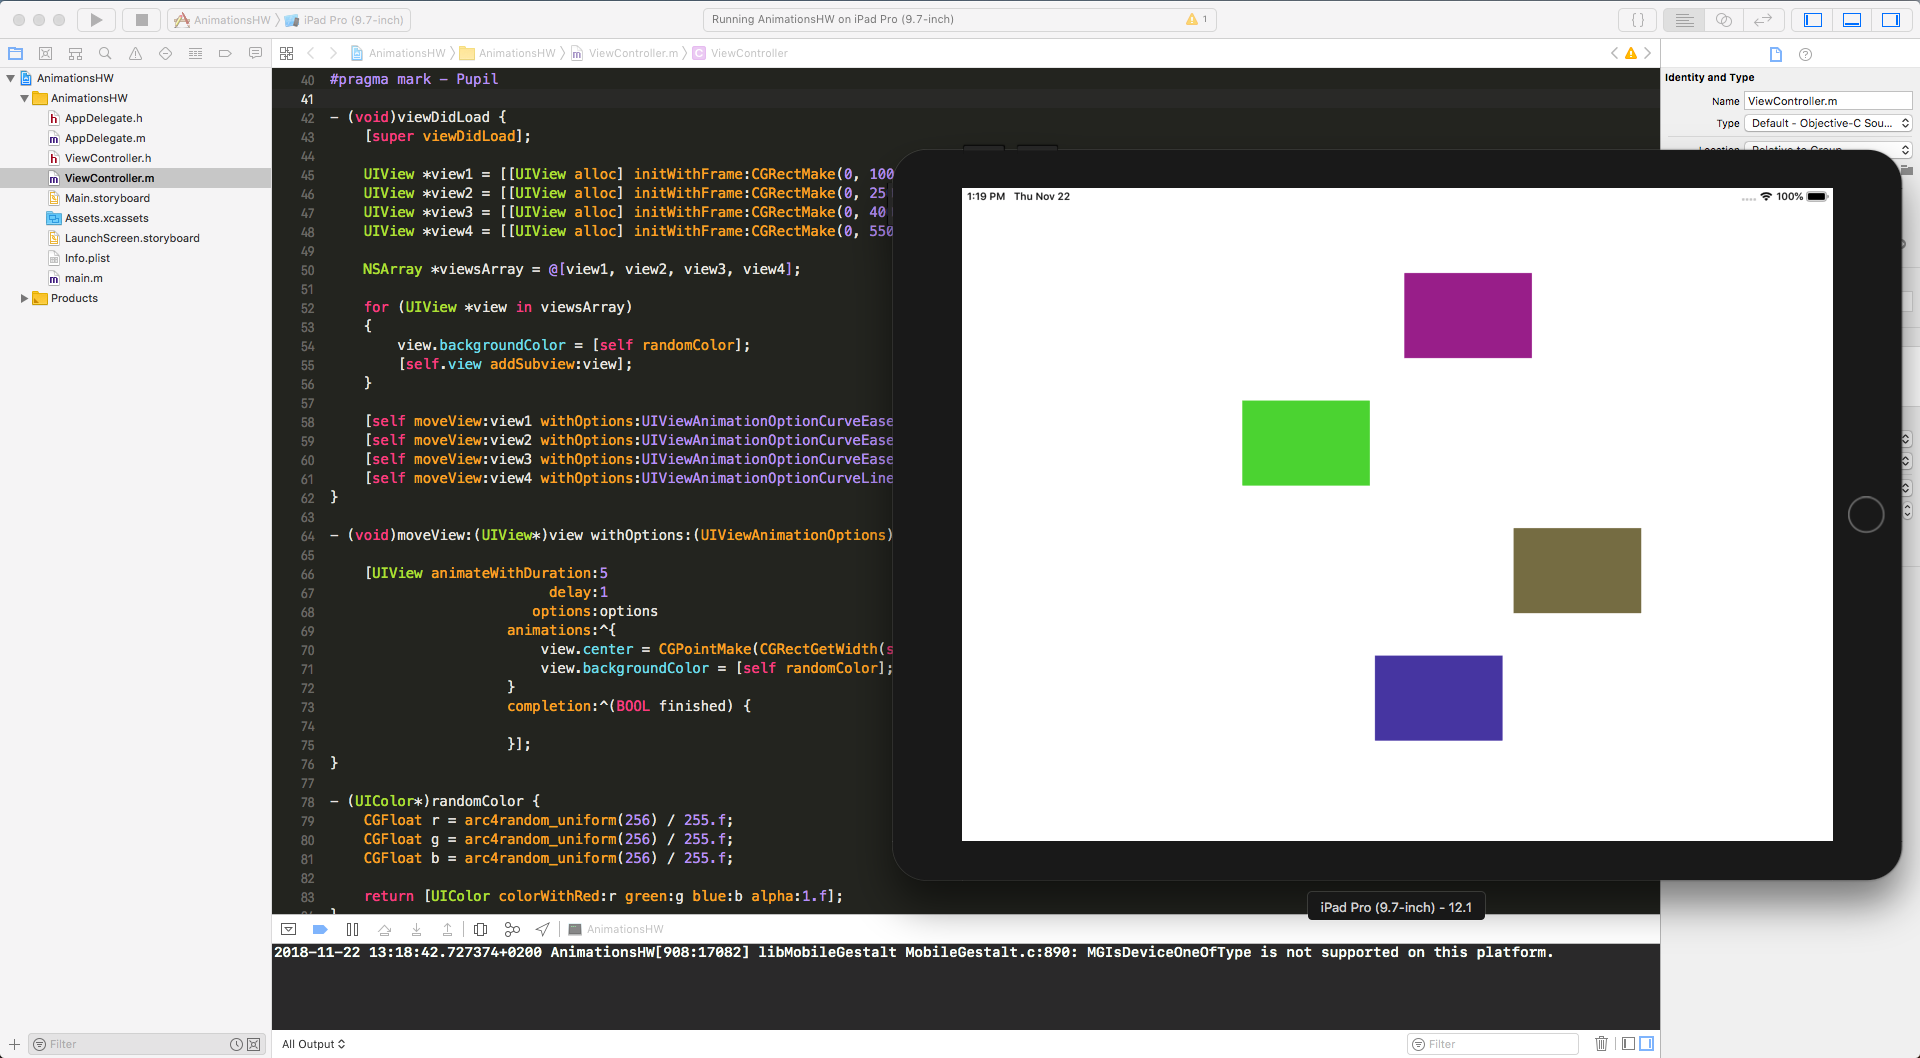 AnimationsHW
iPad Pro (9.7-inch)
Running AnimationsHW on iPad Pro (9.7-inch)
1
AnimationsHW
AnimationsHW
ViewController.m
ViewController
AnimationsHW
AnimationsHW
AppDelegate.h
AppDelegate.m
ViewController.h
ViewController.m
Main.storyboard
Assets.xcassets
LaunchScreen.storyboard
Info.plist
main.m
Products
40 #pragma mark - Pupil
41
42 - (void)viewDidLoad {
43 [super viewDidLoad];
44
45 UIView *view1 = [[UIView alloc] initWithFrame:CGRectMake(0, 100
46 UIView *view2 = [[UIView alloc] initWithFrame:CGRectMake(0, 25
47 UIView *view3 = [[UIView alloc] initWithFrame:CGRectMake(0, 40
48 UIView *view4 = [[UIView alloc] initWithFrame:CGRectMake(0, 550
49
50 NSArray *viewsArray = @[view1, view2, view3, view4];
51
52 for (UIView *view in viewsArray)
53 {
54 view.backgroundColor = [self randomColor];
55 [self.view addSubview:view];
56 }
57
58 [self moveView:view1 withOptions:UIViewAnimationOptionCurveEase
59 [self moveView:view2 withOptions:UIViewAnimationOptionCurveEase
60 [self moveView:view3 withOptions:UIViewAnimationOptionCurveEase
61 [self moveView:view4 withOptions:UIViewAnimationOptionCurveLine
62 }
63
64 - (void)moveView:(UIView*)view withOptions:(UIViewAnimationOptions)
65
66 [UIView animateWithDuration:5
67 delay:1
68 options:options
69 animations:^{
70 view.center = CGPointMake(CGRectGetWidth(s
71 view.backgroundColor = [self randomColor];
72 }
73 completion:^(BOOL finished) {
74
75 }];
76 }
77
78 - (UIColor*)randomColor {
79 CGFloat r = arc4random_uniform(256) / 255.f;
80 CGFloat g = arc4random_uniform(256) / 255.f;
81 CGFloat b = arc4random_uniform(256) / 255.f;
82
83 return [UIColor colorWithRed:r green:g blue:b alpha:1.f];
Identity and Type
Name ViewController.m
Type Default - Objective-C Sou...
1:19 PM Thu Nov 22
100%
iPad Pro (9.7-inch) - 12.1
AnimationsHW
2018-11-22 13:18:42.727374+0200 AnimationsHW[908:17082] libMobileGestalt MobileGestalt.c:890: MGIsDeviceOneOfType is not supported on this platform.
Filter
All Output
Filter